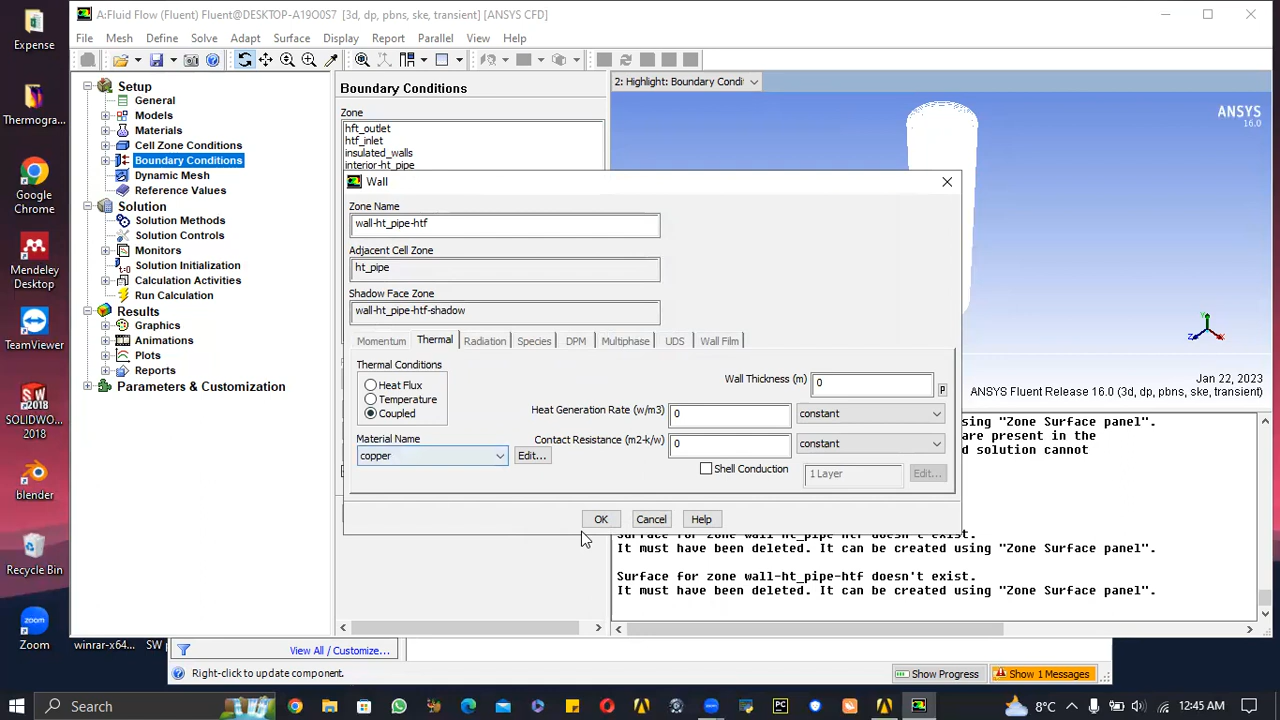 A:Fluid Flow (Fluent) Fluent@DESKTOP-A19O0S7 [3d, dp, pbns, ske, transient] [ANSYS CFD]
File Mesh Define Solve Adapt Surface Display Report Parallel View Help
Expense
Thermogra...
Google
Chrome
Mendeley
Desktop
TeamViewer
SOLIDWO...
2018
blender
Recycle Bin
Zoom
winrar-x64...
SW p
Setup
General
Models
Materials
Cell Zone Conditions
Boundary Conditions
Dynamic Mesh
Reference Values
Solution
Solution Methods
Solution Controls
Monitors
Solution Initialization
Calculation Activities
Run Calculation
Results
Graphics
Animations
Plots
Reports
Parameters & Customization
Boundary Conditions
Zone
hft_outlet
htf_inlet
insulated_walls
interior-ht_pipe
2: Highlight: Boundary Condi
ANSYS
16.0
Wall
Zone Name
wall-ht_pipe-htf
Adjacent Cell Zone
ht_pipe
Shadow Face Zone
wall-ht_pipe-htf-shadow
Momentum Thermal Radiation Species DPM Multiphase UDS Wall Film
Thermal Conditions
Heat Flux
Temperature
Coupled
Material Name
copper
Edit...
Wall Thickness (m) 0 P
Heat Generation Rate (w/m3) 0 constant
Contact Resistance (m2-k/w) 0 constant
Shell Conduction 1 Layer Edit...
OK Cancel Help
Y
X
Z
Jan 22, 2023
ANSYS Fluent Release 16.0 (3d, dp, pbns, ske, transient)
sing "Zone Surface panel".
are present in the
d solution cannot
Surface for zone wall-ht_pipe-htf doesn't exist.
It must have been deleted. It can be created using "Zone Surface panel".
Surface for zone wall-ht_pipe-htf doesn't exist.
It must have been deleted. It can be created using "Zone Surface panel".
View All / Customize...
Right-click to update component.
Show Progress
Show 1 Messages
Search
8°C
12:45 AM